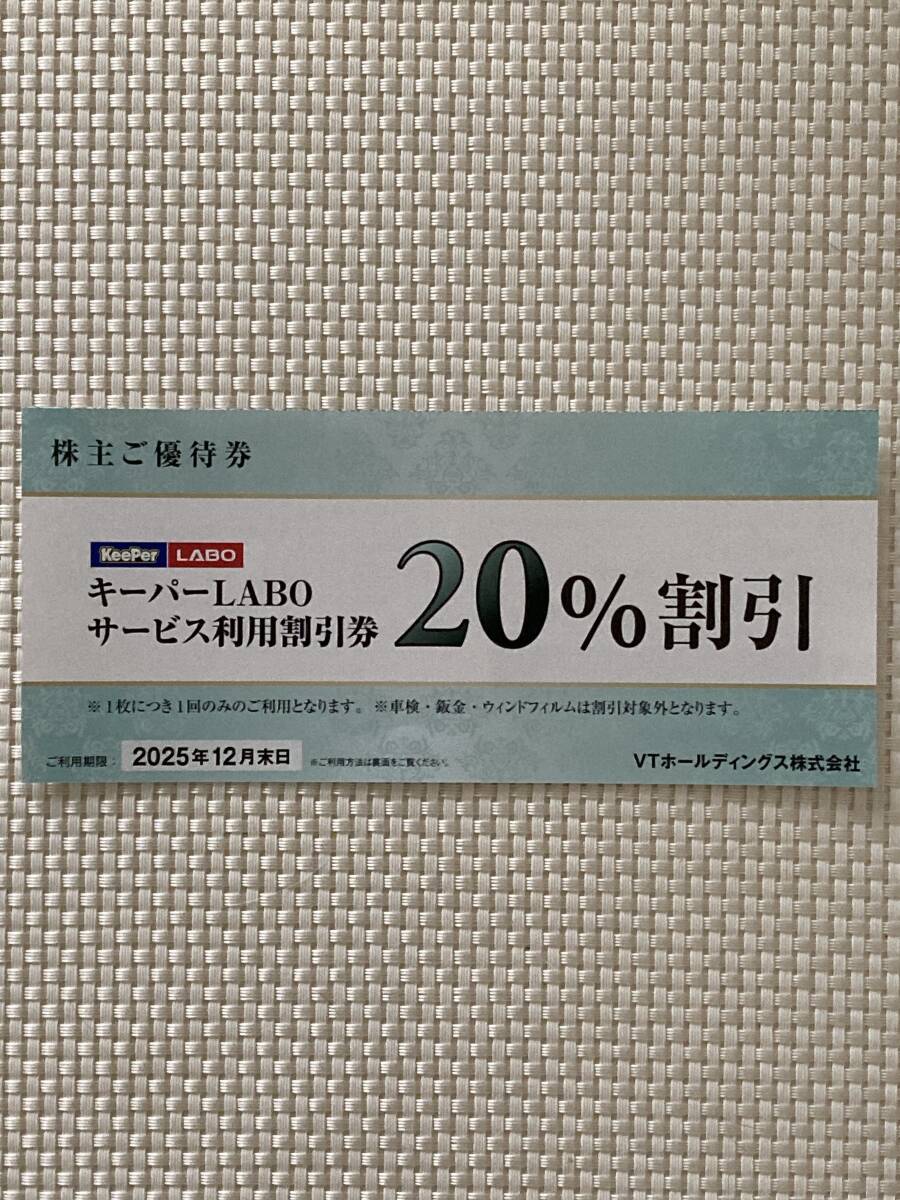 株主ご優待券
KeePer LABO
キーパーLABO
サービス利用割引券
20%割引
※1枚につき1回のみのご利用となります。 ※車検・鈑金・ウィンドフィルムは割引対象外となります。
ご利用期限: 2025年12月末日 ※ご利用方法は裏面をご覧ください。
VTホールディングス株式会社